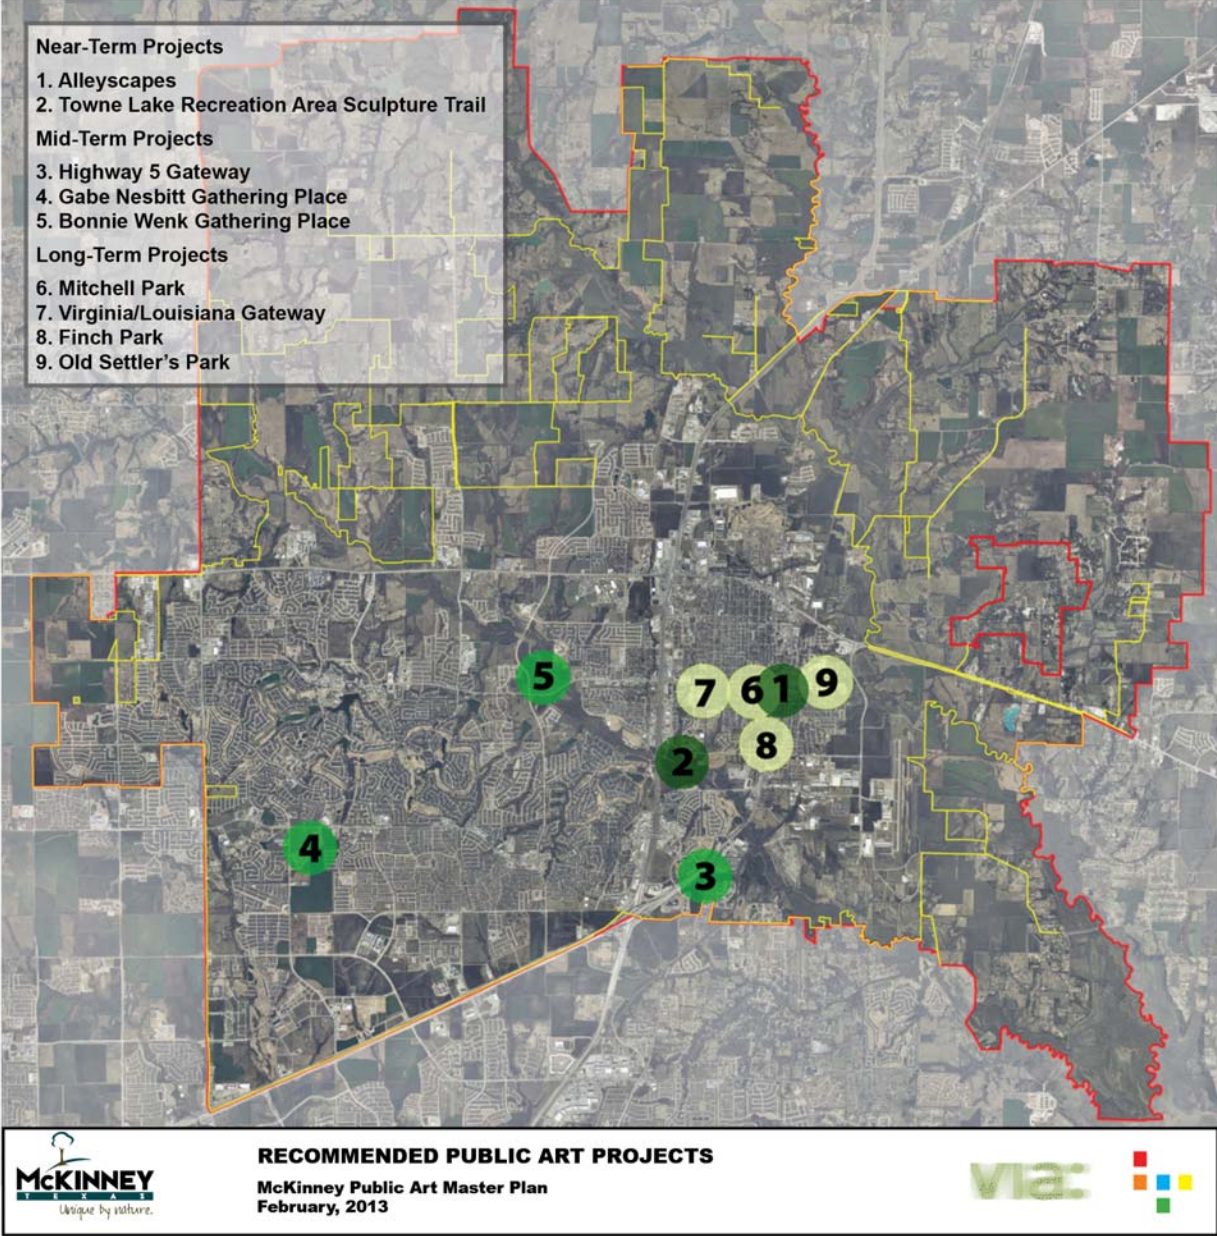 Near-Term Projects
1. Alleyscapes
2. Towne Lake Recreation Area Sculpture Trail
Mid-Term Projects
3. Highway 5 Gateway
4. Gabe Nesbitt Gathering Place
5. Bonnie Wenk Gathering Place
Long-Term Projects
6. Mitchell Park
7. Virginia/Louisiana Gateway
8. Finch Park
9. Old Settler's Park
5
7
6
1
9
8
2
4
3
McKINNEY
TEXAS
Unique by nature.
RECOMMENDED PUBLIC ART PROJECTS
McKinney Public Art Master Plan
February, 2013
via: